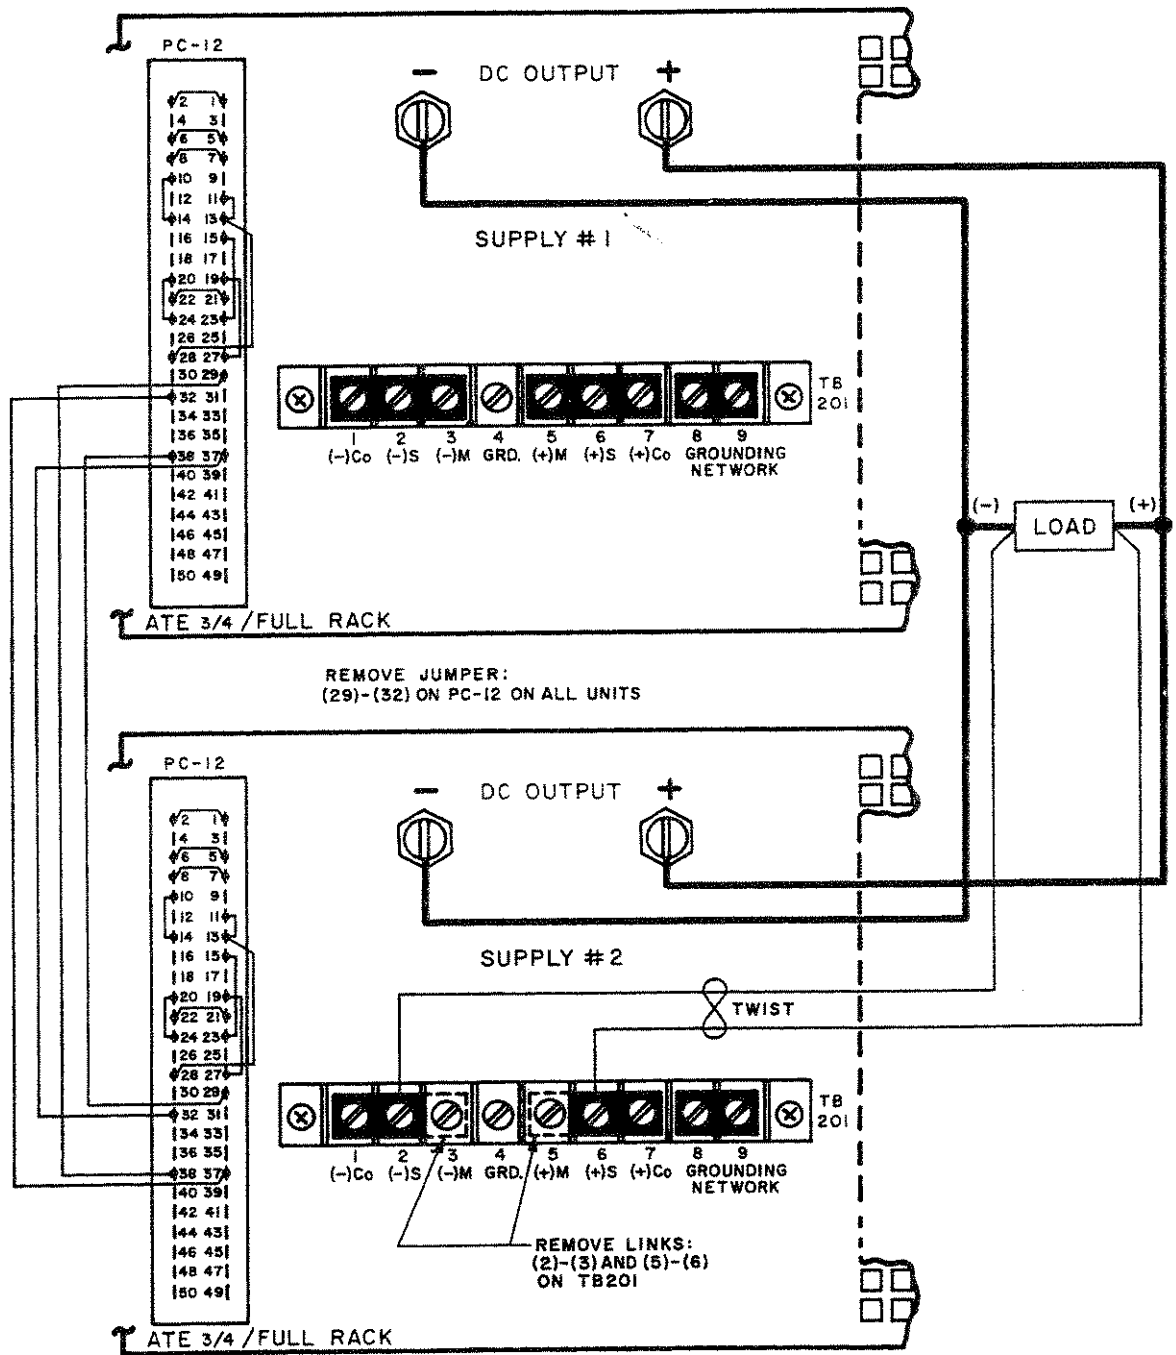 PC-12
− DC OUTPUT +
2 1
4 3
6 5
8 7
10 9
12 11
14 13
16 15
18 17
20 19
22 21
24 23
26 25
28 27
30 29
32 31
34 33
36 35
38 37
40 39
42 41
44 43
46 45
48 47
50 49
SUPPLY #1
TB
201
1 2 3 4 5 6 7 8 9
(-)Co (-)S (-)M GRD. (+)M (+)S (+)Co GROUNDING
NETWORK
(-) LOAD (+)
ATE 3/4 /FULL RACK
REMOVE JUMPER:
(29)-(32) ON PC-12 ON ALL UNITS
PC-12
− DC OUTPUT +
2 1
4 3
6 5
8 7
10 9
12 11
14 13
16 15
18 17
20 19
22 21
24 23
26 25
28 27
30 29
32 31
34 33
36 35
38 37
40 39
42 41
44 43
46 45
48 47
50 49
SUPPLY #2
TWIST
TB
201
1 2 3 4 5 6 7 8 9
(-)Co (-)S (-)M GRD. (+)M (+)S (+)Co GROUNDING
NETWORK
REMOVE LINKS:
(2)-(3) AND (5)-(6)
ON TB201
ATE 3/4 /FULL RACK